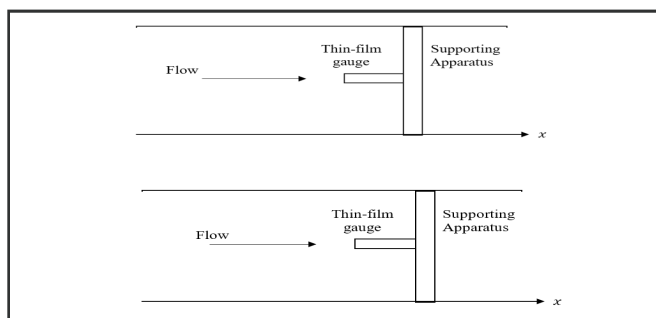 Thin-film
gauge
Supporting
Apparatus
Flow
x
Thin-film
gauge
Supporting
Apparatus
Flow
x